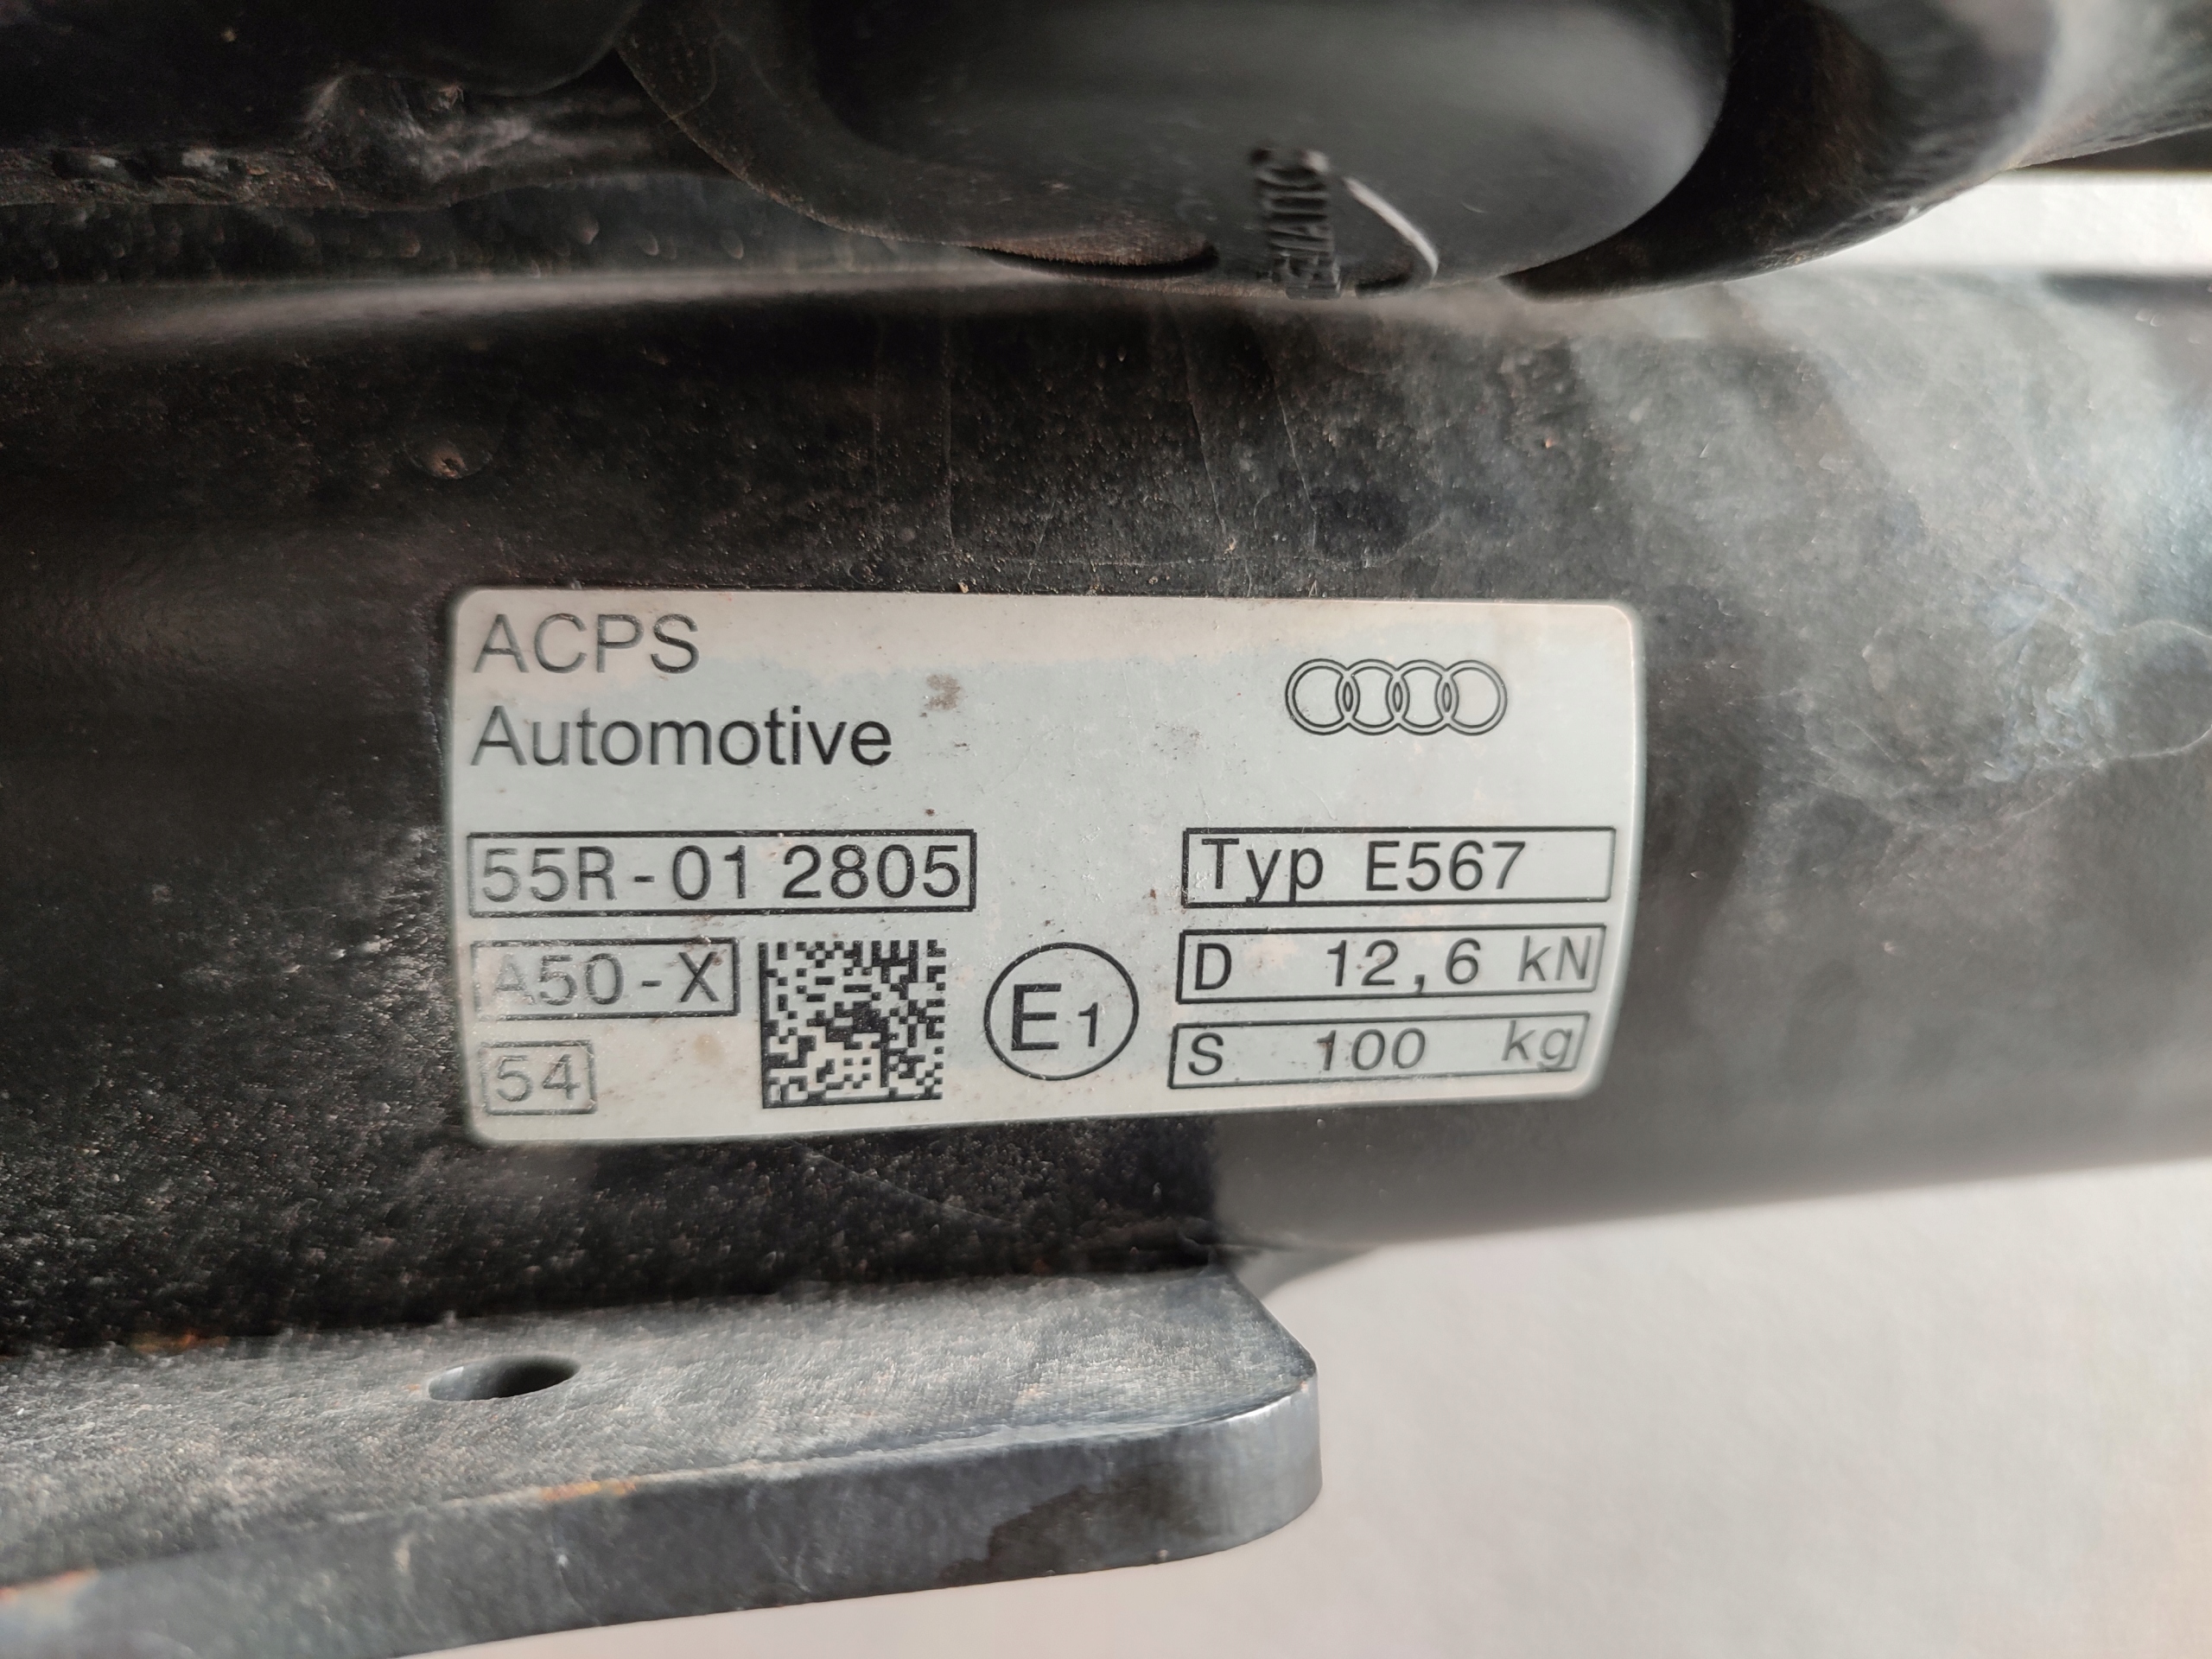 ACPS
Automotive
55R-01 2805
Typ E567
A50-X
D 12,6 kN
E1
S 100 kg
54